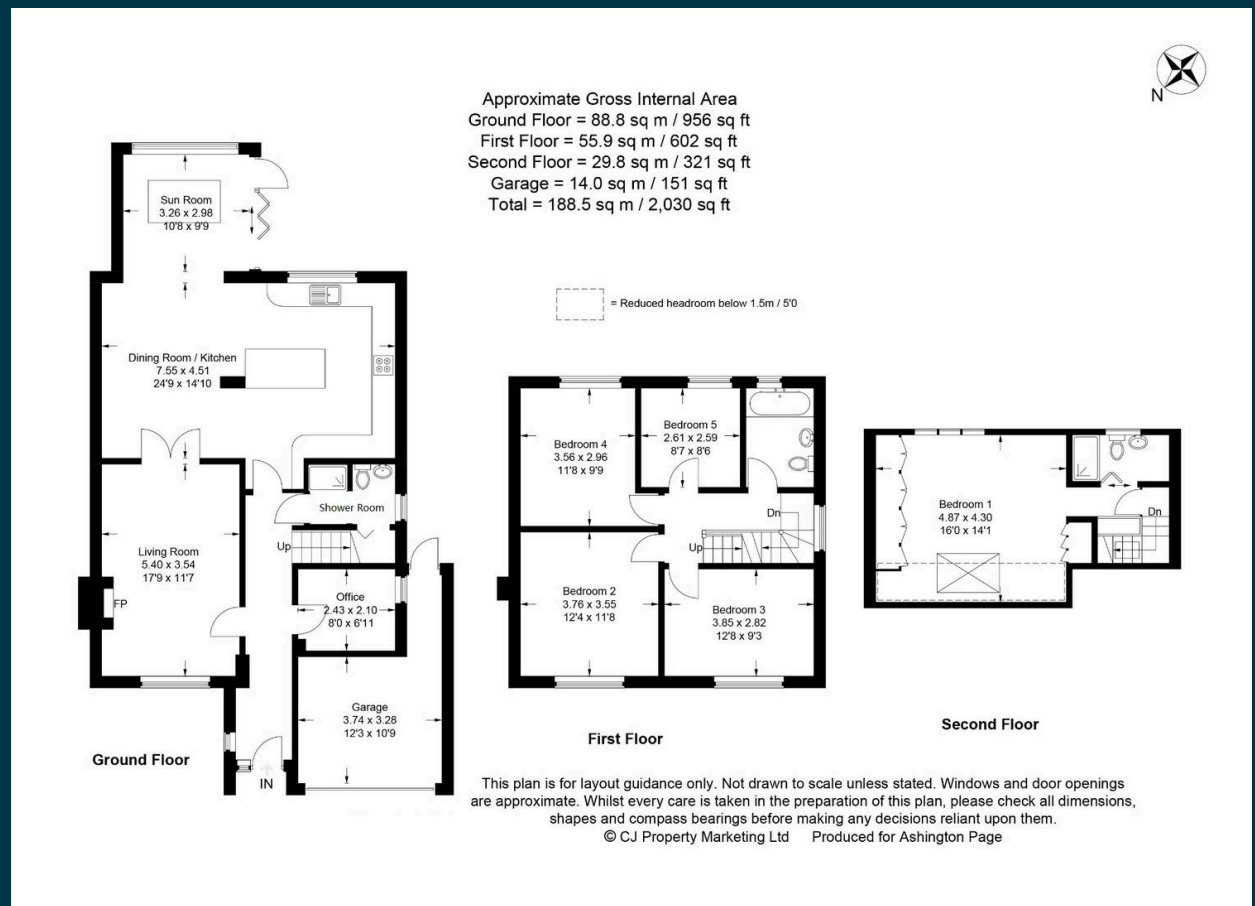 N
Approximate Gross Internal Area
Ground Floor = 88.8 sq m / 956 sq ft
First Floor = 55.9 sq m / 602 sq ft
Second Floor = 29.8 sq m / 321 sq ft
Garage = 14.0 sq m / 151 sq ft
Total = 188.5 sq m / 2,030 sq ft
= Reduced headroom below 1.5m / 5'0
Sun Room
3.26 x 2.98
10'8 x 9'9
Dining Room / Kitchen
7.55 x 4.51
24'9 x 14'10
Shower Room
Living Room
5.40 x 3.54
17'9 x 11'7
FP
Up
Office
2.43 x 2.10
8'0 x 6'11
Garage
3.74 x 3.28
12'3 x 10'9
IN
Ground Floor
Bedroom 4
3.56 x 2.96
11'8 x 9'9
Bedroom 5
2.61 x 2.59
8'7 x 8'6
Dn
Up
Bedroom 2
3.76 x 3.55
12'4 x 11'8
Bedroom 3
3.85 x 2.82
12'8 x 9'3
First Floor
Bedroom 1
4.87 x 4.30
16'0 x 14'1
Dn
Second Floor
This plan is for layout guidance only. Not drawn to scale unless stated. Windows and door openings
are approximate. Whilst every care is taken in the preparation of this plan, please check all dimensions,
shapes and compass bearings before making any decisions reliant upon them.
© CJ Property Marketing Ltd Produced for Ashington Page